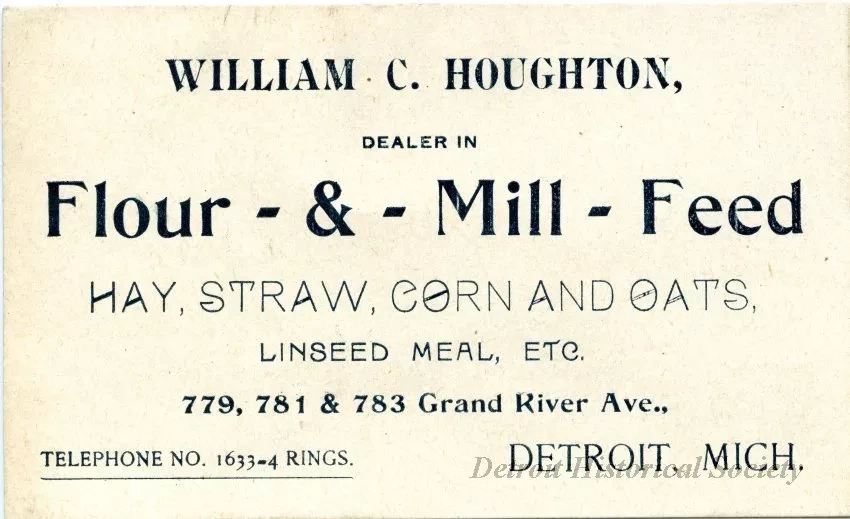 WILLIAM C. HOUGHTON,
DEALER IN
Flour - & - Mill - Feed
HAY, STRAW, CORN AND OATS,
LINSEED MEAL, ETC.
779, 781 & 783 Grand River Ave.,
TELEPHONE NO. 1633-4 RINGS.
DETROIT, MICH.
Detroit Historical Society